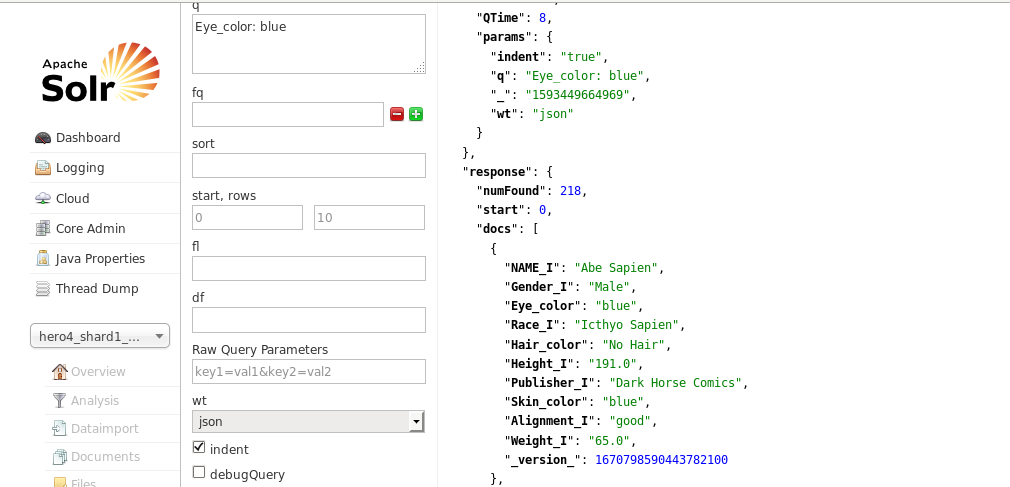 Apache
Solr
Dashboard
Logging
Cloud
Core Admin
Java Properties
Thread Dump
hero4_shard1_...
Overview
Analysis
Dataimport
Documents
Files
q
Eye_color: blue
fq
sort
start, rows
0 10
fl
df
Raw Query Parameters
key1=val1&key2=val2
wt
json
indent
debugQuery
"QTime": 8,
"params": {
"indent": "true",
"q": "Eye_color: blue",
"_": "1593449664969",
"wt": "json"
}
},
"response": {
"numFound": 218,
"start": 0,
"docs": [
{
"NAME_I": "Abe Sapien",
"Gender_I": "Male",
"Eye_color": "blue",
"Race_I": "Icthyo Sapien",
"Hair_color": "No Hair",
"Height_I": "191.0",
"Publisher_I": "Dark Horse Comics",
"Skin_color": "blue",
"Alignment_I": "good",
"Weight_I": "65.0",
"_version_": 1670798590443782100
},